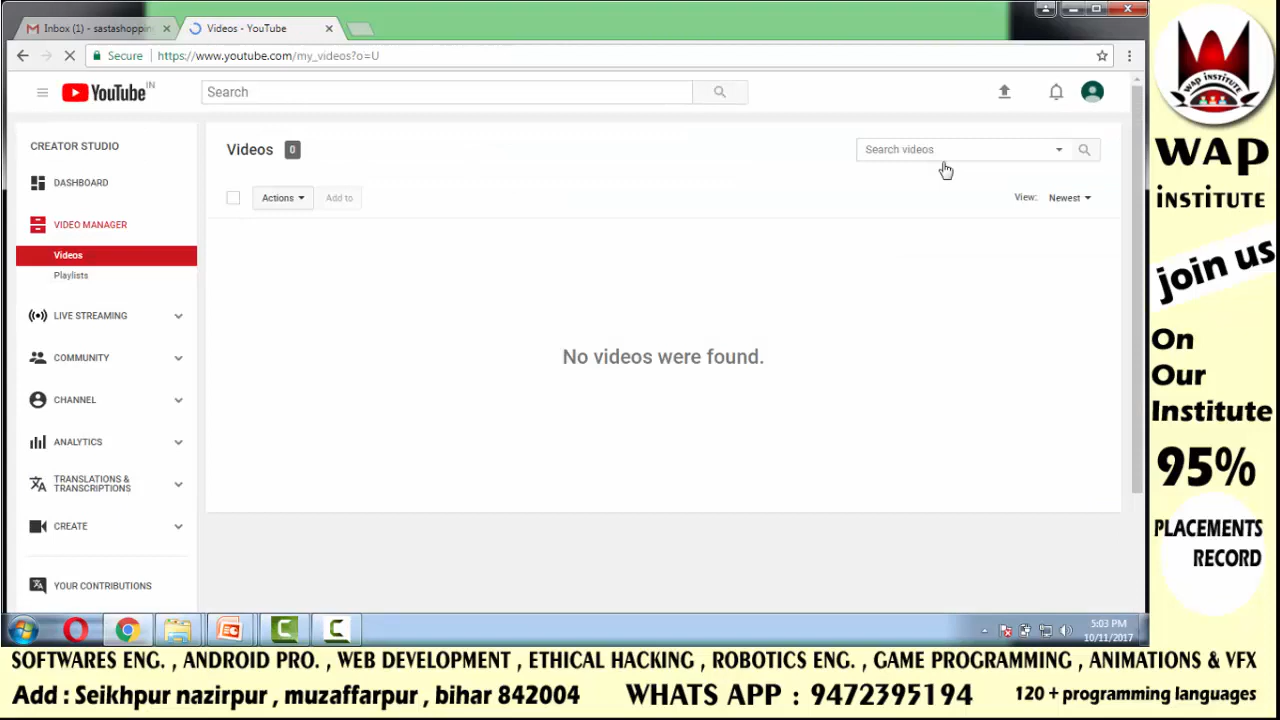 Inbox (1) - sastashoppin
Videos - YouTube
Secure
https://www.youtube.com/my_videos?o=U
YouTube IN
Search
CREATOR STUDIO
DASHBOARD
VIDEO MANAGER
Videos
Playlists
LIVE STREAMING
COMMUNITY
CHANNEL
ANALYTICS
TRANSLATIONS &
TRANSCRIPTIONS
CREATE
YOUR CONTRIBUTIONS
Videos 0
Search videos
Actions
Add to
View: Newest
No videos were found.
5:03 PM
10/11/2017
WAP INSTITUTE
WAP
INSTITUTE
join us
On
Our
Institute
95%
PLACEMENTS
RECORD
SOFTWARES ENG. , ANDROID PRO. , WEB DEVELOPMENT , ETHICAL HACKING , ROBOTICS ENG. , GAME PROGRAMMING , ANIMATIONS & VFX
Add : Seikhpur nazirpur , muzaffarpur , bihar 842004
WHATS APP : 9472395194
120 + programming languages